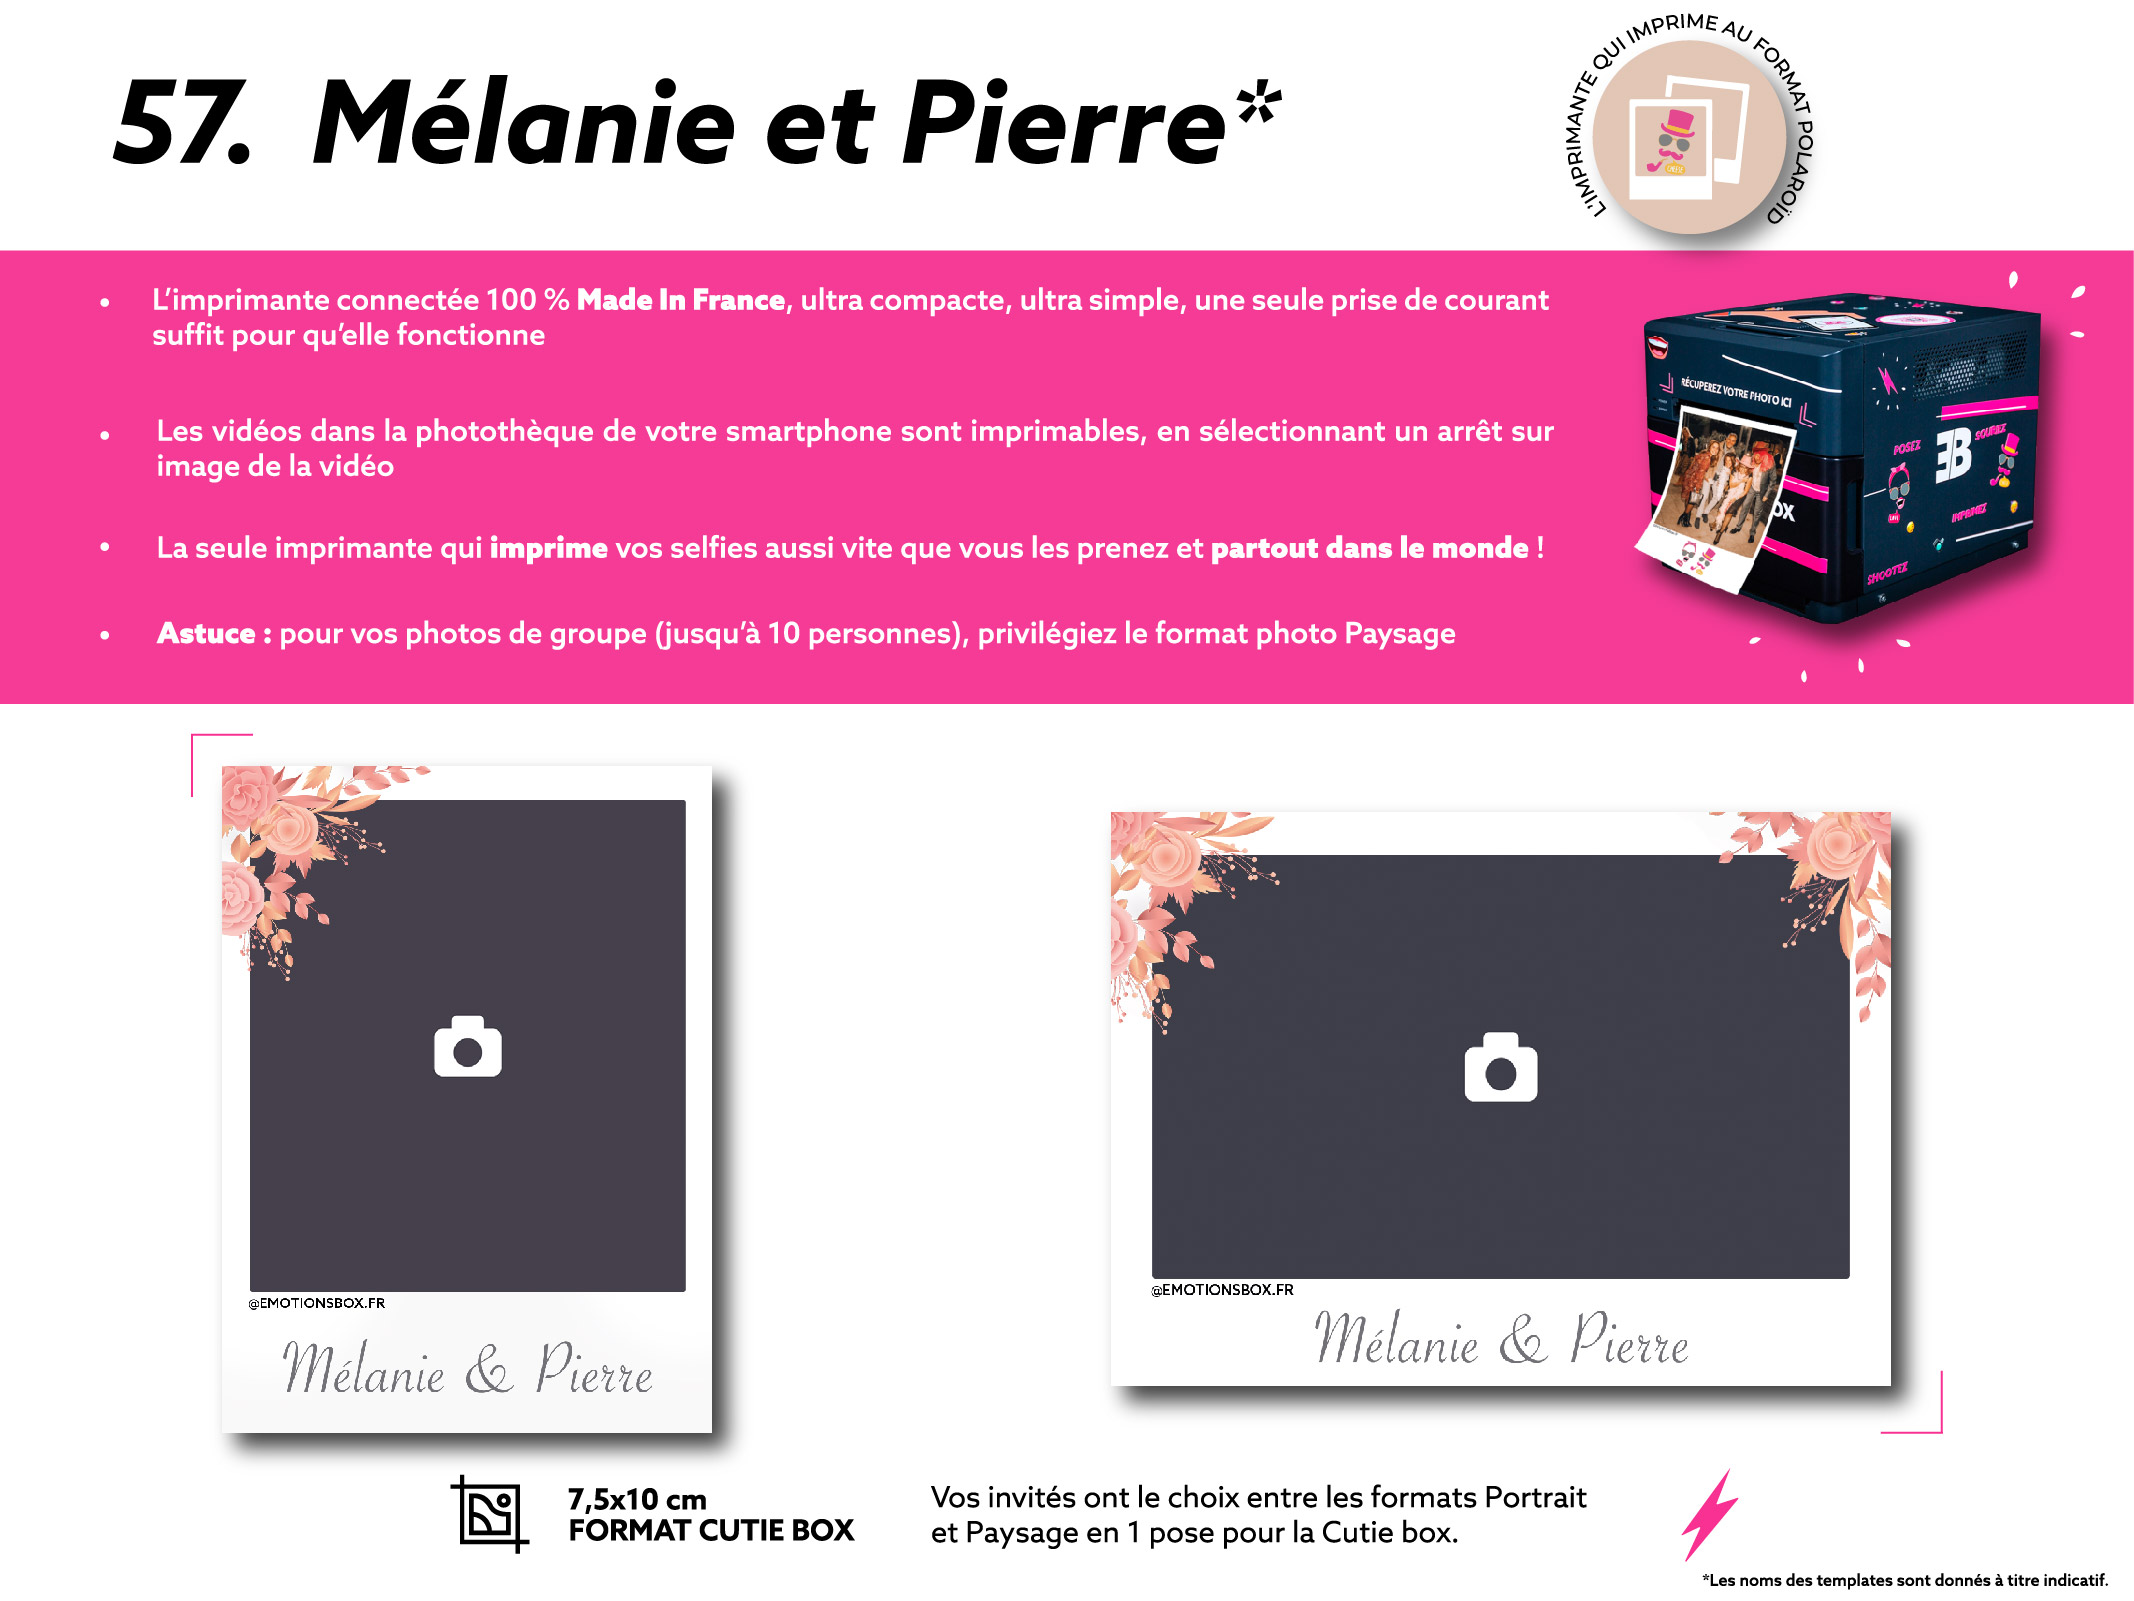 57. Mélanie et Pierre*
L'IMPRIMANTE QUI IMPRIME AU FORMAT POLAROÏD
• L'imprimante connectée 100 % Made In France, ultra compacte, ultra simple, une seule prise de courant
suffit pour qu'elle fonctionne
• Les vidéos dans la photothèque de votre smartphone sont imprimables, en sélectionnant un arrêt sur
image de la vidéo
• La seule imprimante qui imprime vos selfies aussi vite que vous les prenez et partout dans le monde !
• Astuce : pour vos photos de groupe (jusqu'à 10 personnes), privilégiez le format photo Paysage
RÉCUPEREZ VOTRE PHOTO ICI
POSEZ
SOURIEZ
EB
OX
IMPRIMEZ
SHOOTEZ
@EMOTIONSBOX.FR
Mélanie & Pierre
@EMOTIONSBOX.FR
Mélanie & Pierre
7,5x10 cm
FORMAT CUTIE BOX
Vos invités ont le choix entre les formats Portrait
et Paysage en 1 pose pour la Cutie box.
*Les noms des templates sont donnés à titre indicatif.